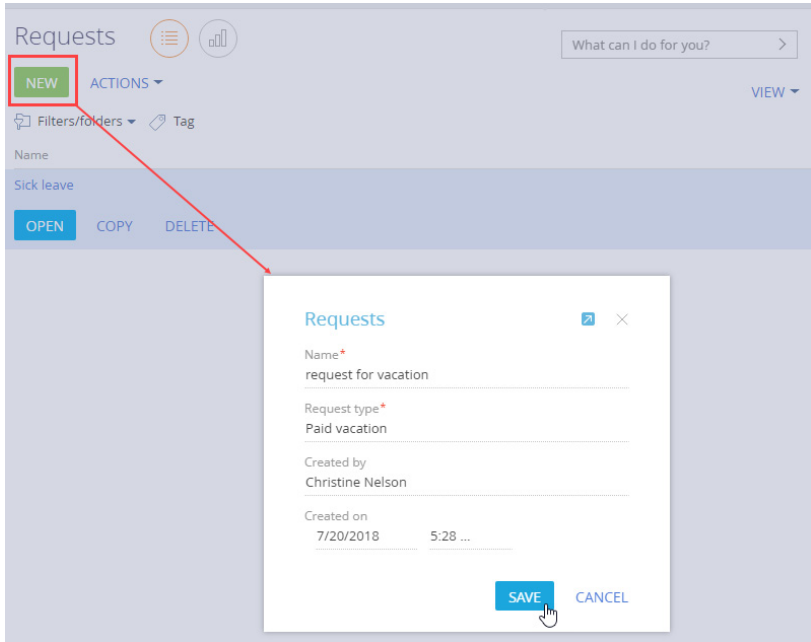 Requests
What can I do for you?
NEW ACTIONS
VIEW
Filters/folders Tag
Name
Sick leave
OPEN COPY DELETE
Requests
Name*
request for vacation
Request type*
Paid vacation
Created by
Christine Nelson
Created on
7/20/2018 5:28 ...
SAVE CANCEL